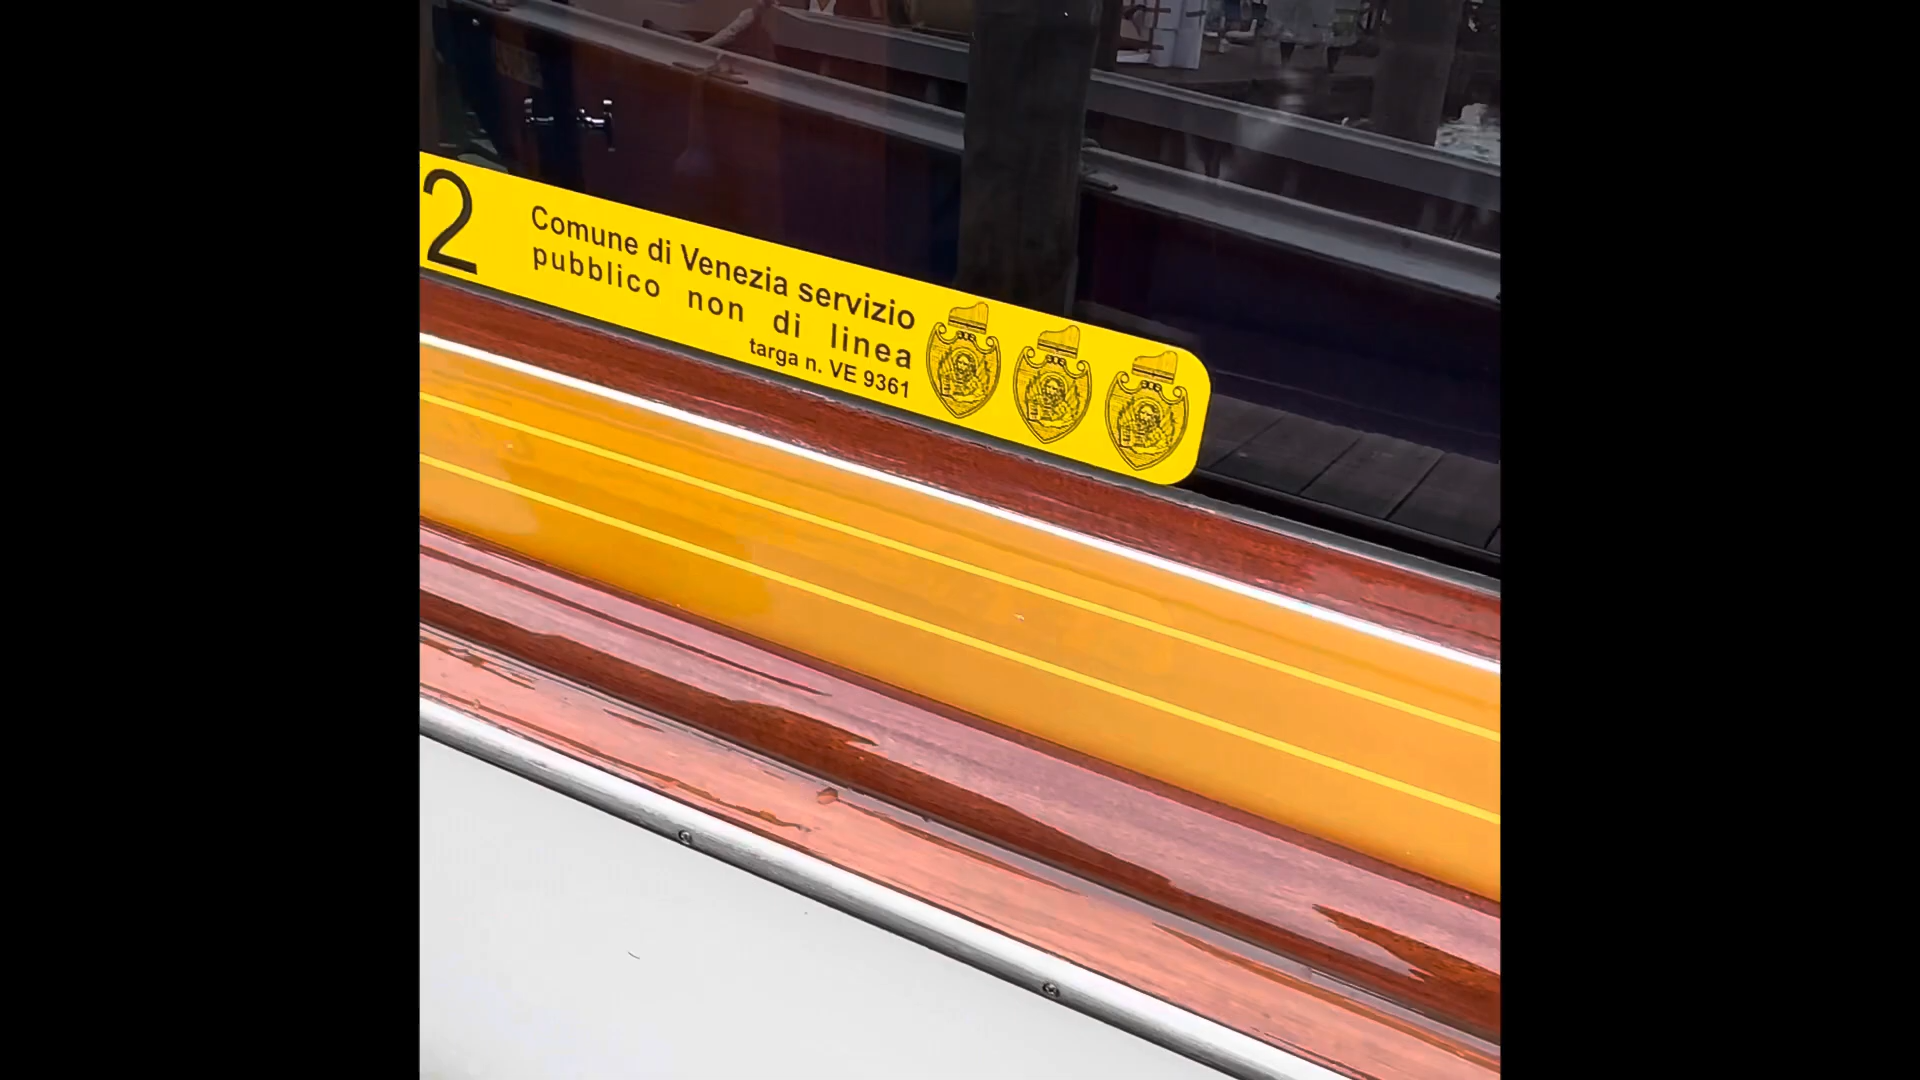 2
Comune di Venezia servizio
pubblico non di linea
targa n. VE 9361